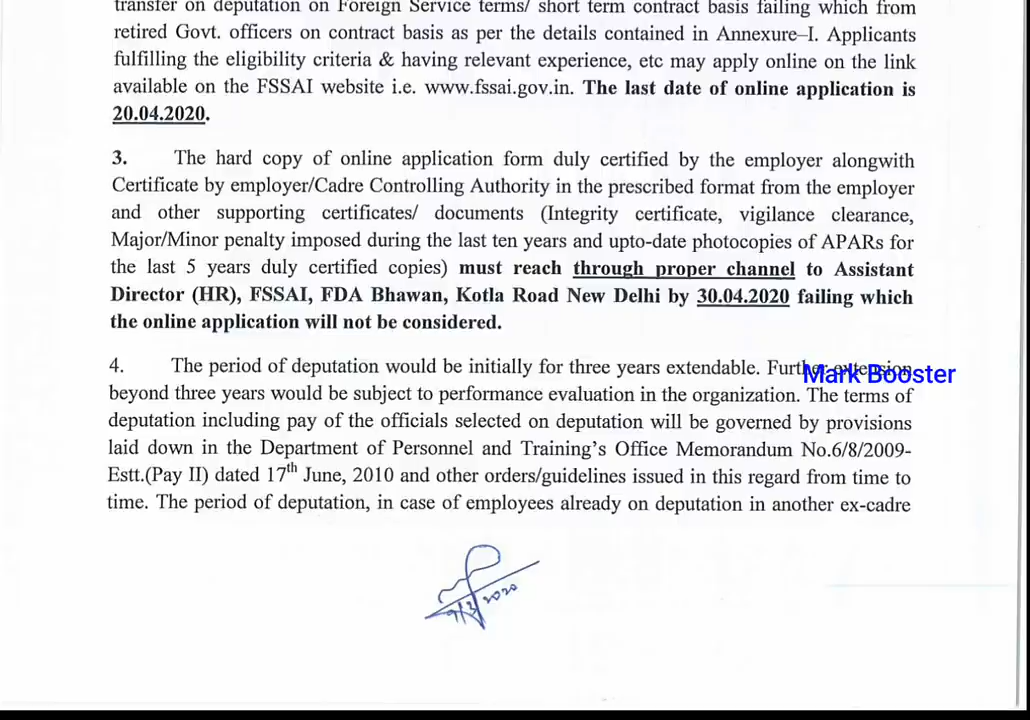 transfer on deputation on Foreign Service terms/ short term contract basis failing which from
retired Govt. officers on contract basis as per the details contained in Annexure–I. Applicants
fulfilling the eligibility criteria & having relevant experience, etc may apply online on the link
available on the FSSAI website i.e. www.fssai.gov.in. The last date of online application is
20.04.2020.
3. The hard copy of online application form duly certified by the employer alongwith
Certificate by employer/Cadre Controlling Authority in the prescribed format from the employer
and other supporting certificates/ documents (Integrity certificate, vigilance clearance,
Major/Minor penalty imposed during the last ten years and upto-date photocopies of APARs for
the last 5 years duly certified copies) must reach through proper channel to Assistant
Director (HR), FSSAI, FDA Bhawan, Kotla Road New Delhi by 30.04.2020 failing which
the online application will not be considered.
4. The period of deputation would be initially for three years extendable. Further extension
Mark Booster
beyond three years would be subject to performance evaluation in the organization. The terms of
deputation including pay of the officials selected on deputation will be governed by provisions
laid down in the Department of Personnel and Training's Office Memorandum No.6/8/2009-
Estt.(Pay II) dated 17th June, 2010 and other orders/guidelines issued in this regard from time to
time. The period of deputation, in case of employees already on deputation in another ex-cadre
9/3/2020